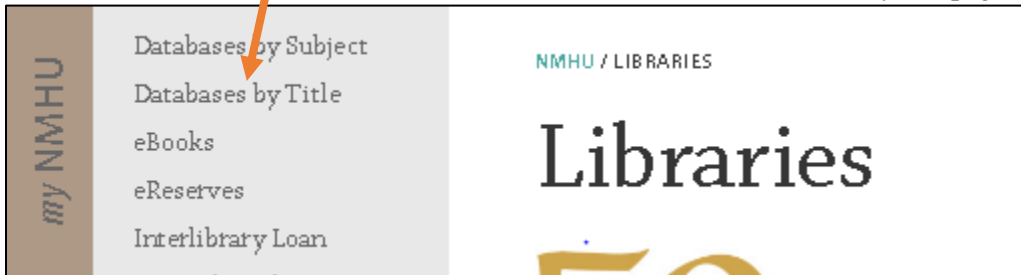 my NMHU
Databases by Subject
Databases by Title
eBooks
eReserves
Interlibrary Loan
NMHU / LIBRARIES
Libraries